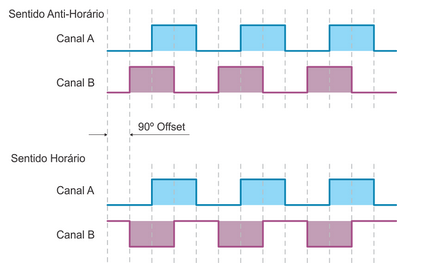 Sentido Anti-Horário
Canal A
Canal B
90º Offset
Sentido Horário
Canal A
Canal B